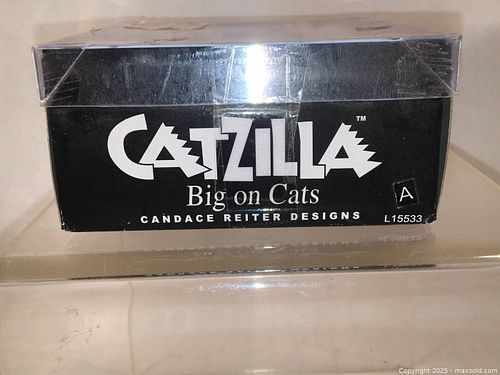 CATZILLA™
Big on Cats
CANDACE REITER DESIGNS
A
L15533
Copyright 2025 - maxsold.com